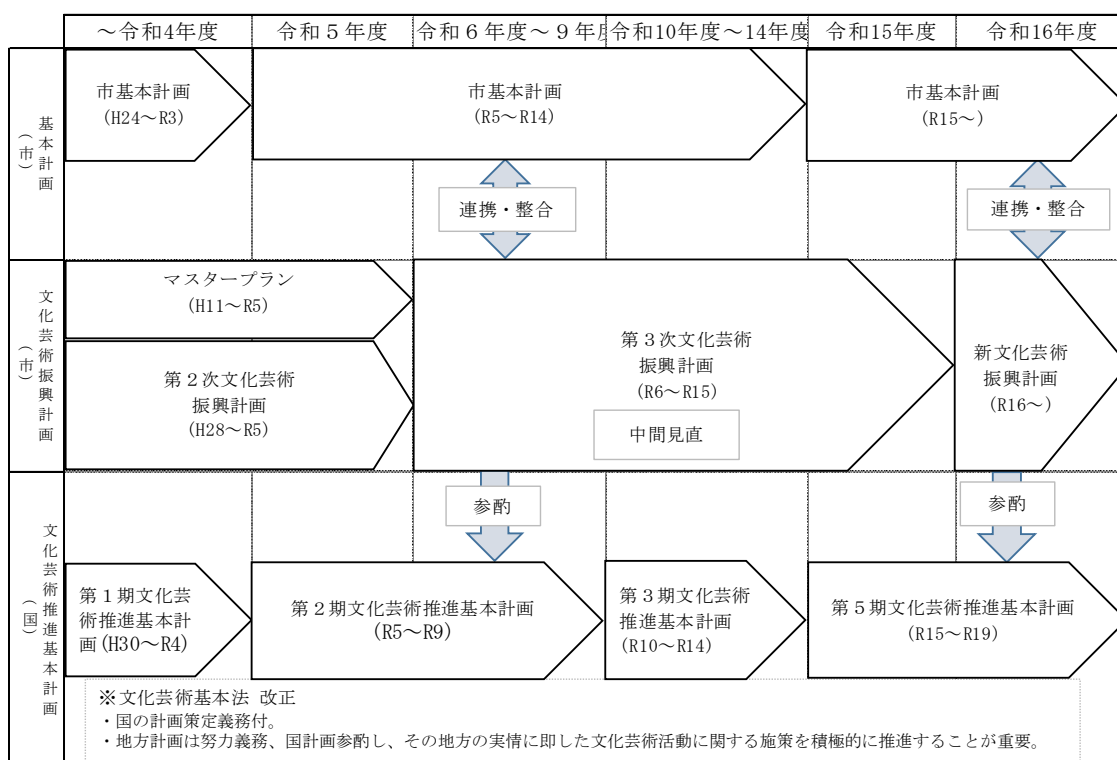 ～令和4年度
令和５年度
令和６年度～９年度
令和10年度～14年度
令和15年度
令和16年度
基本計画
（市）
市基本計画
(H24～R3)
市基本計画
(R5～R14)
市基本計画
(R15～)
連携・整合
連携・整合
文化芸術振興計画
（市）
マスタープラン
(H11～R5)
第２次文化芸術
振興計画
(H28～R5)
第３次文化芸術
振興計画
(R6～R15)
中間見直
新文化芸術
振興計画
(R16～)
参酌
参酌
文化芸術推進基本計画
（国）
第１期文化芸
術推進基本計
画(H30～R4)
第２期文化芸術推進基本計画
(R5～R9)
第３期文化芸術
推進基本計画
(R10～R14)
第５期文化芸術推進基本計画
(R15～R19)
※文化芸術基本法 改正
・国の計画策定義務付。
・地方計画は努力義務、国計画参酌し、その地方の実情に即した文化芸術活動に関する施策を積極的に推進することが重要。